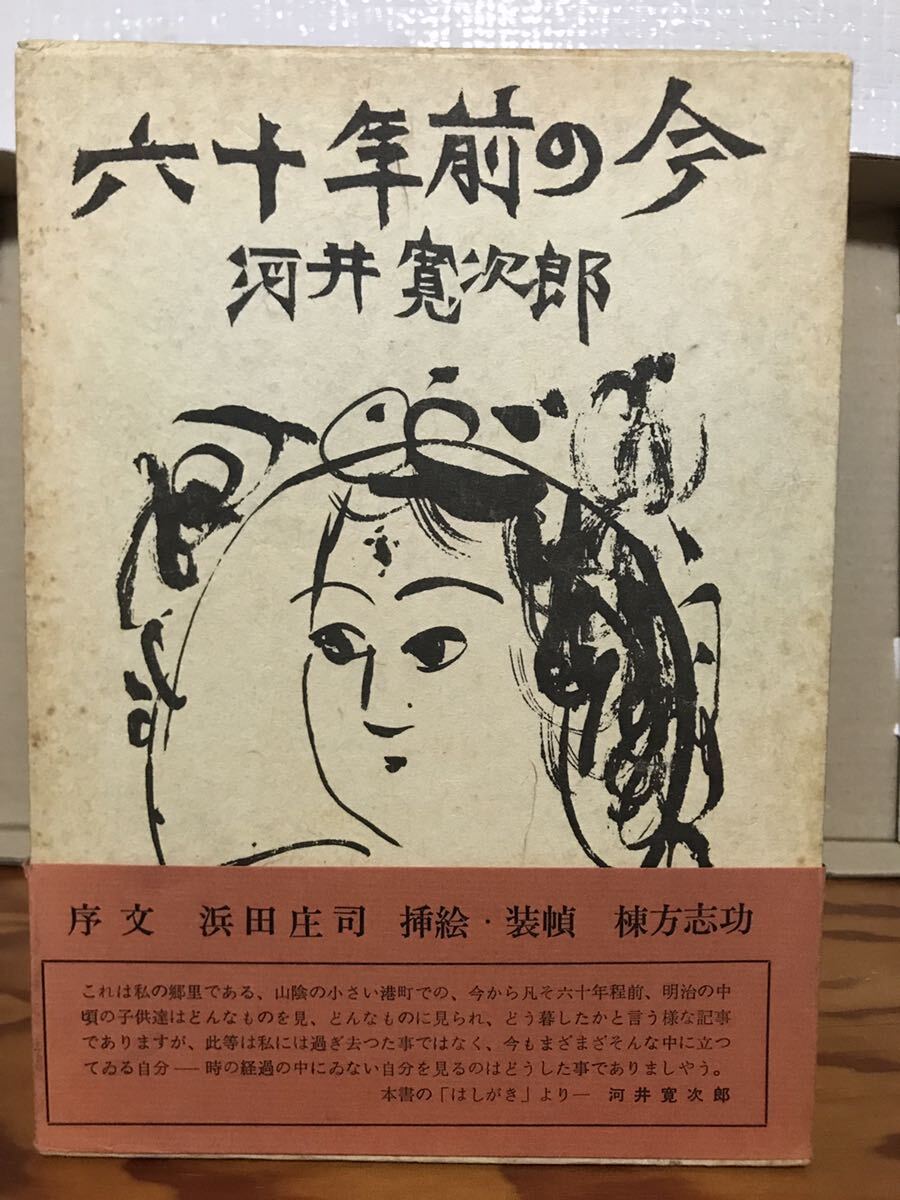 六十年前の今
河井寛次郎
序文 浜田庄司 挿絵・装幀 棟方志功
これは私の郷里である、山陰の小さい港町での、今から凡そ六十年程前、明治の中
頃の子供達はどんなものを見、どんなものに見られ、どう暮したかと言う様な記事
でありますが、此等は私には過ぎ去つた事ではなく、今もまざまざそんな中に立つ
てゐる自分──時の経過の中にゐない自分を見るのはどうした事でありましやう。
本書の「はしがき」より─ 河井寛次郎